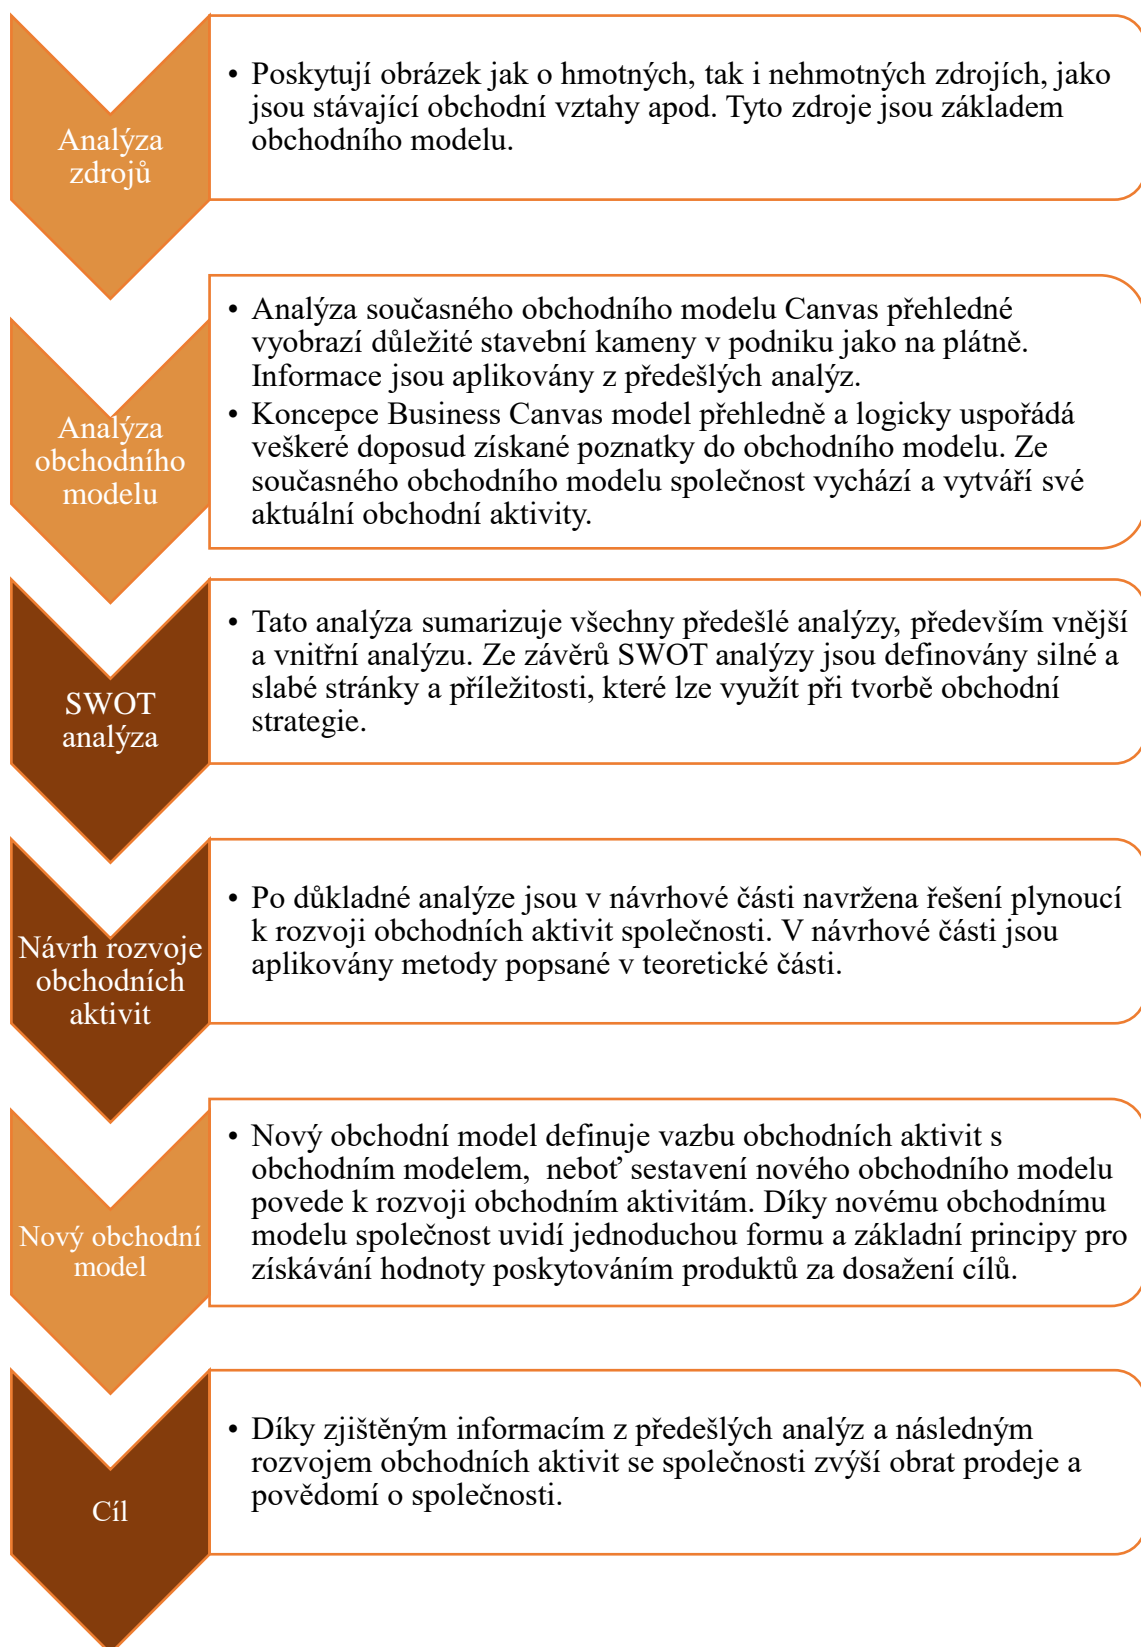 Analýza
zdrojů
• Poskytují obrázek jak o hmotných, tak i nehmotných zdrojích, jako
jsou stávající obchodní vztahy apod. Tyto zdroje jsou základem
obchodního modelu.
Analýza
obchodního
modelu
• Analýza současného obchodního modelu Canvas přehledné
vyobrazí důležité stavební kameny v podniku jako na plátně.
Informace jsou aplikovány z předešlých analýz.
• Koncepce Business Canvas model přehledně a logicky uspořádá
veškeré doposud získané poznatky do obchodního modelu. Ze
současného obchodního modelu společnost vychází a vytváří své
aktuální obchodní aktivity.
SWOT
analýza
• Tato analýza sumarizuje všechny předešlé analýzy, především vnější
a vnitřní analýzu. Ze závěrů SWOT analýzy jsou definovány silné a
slabé stránky a příležitosti, které lze využít při tvorbě obchodní
strategie.
Návrh rozvoje
obchodních
aktivit
• Po důkladné analýze jsou v návrhové části navržena řešení plynoucí
k rozvoji obchodních aktivit společnosti. V návrhové části jsou
aplikovány metody popsané v teoretické části.
Nový obchodní
model
• Nový obchodní model definuje vazbu obchodních aktivit s
obchodním modelem,  neboť sestavení nového obchodního modelu
povede k rozvoji obchodním aktivitám. Díky novému obchodnímu
modelu společnost uvidí jednoduchou formu a základní principy pro
získávání hodnoty poskytováním produktů za dosažení cílů.
Cíl
• Díky zjištěným informacím z předešlých analýz a následným
rozvojem obchodních aktivit se společnosti zvýší obrat prodeje a
povědomí o společnosti.